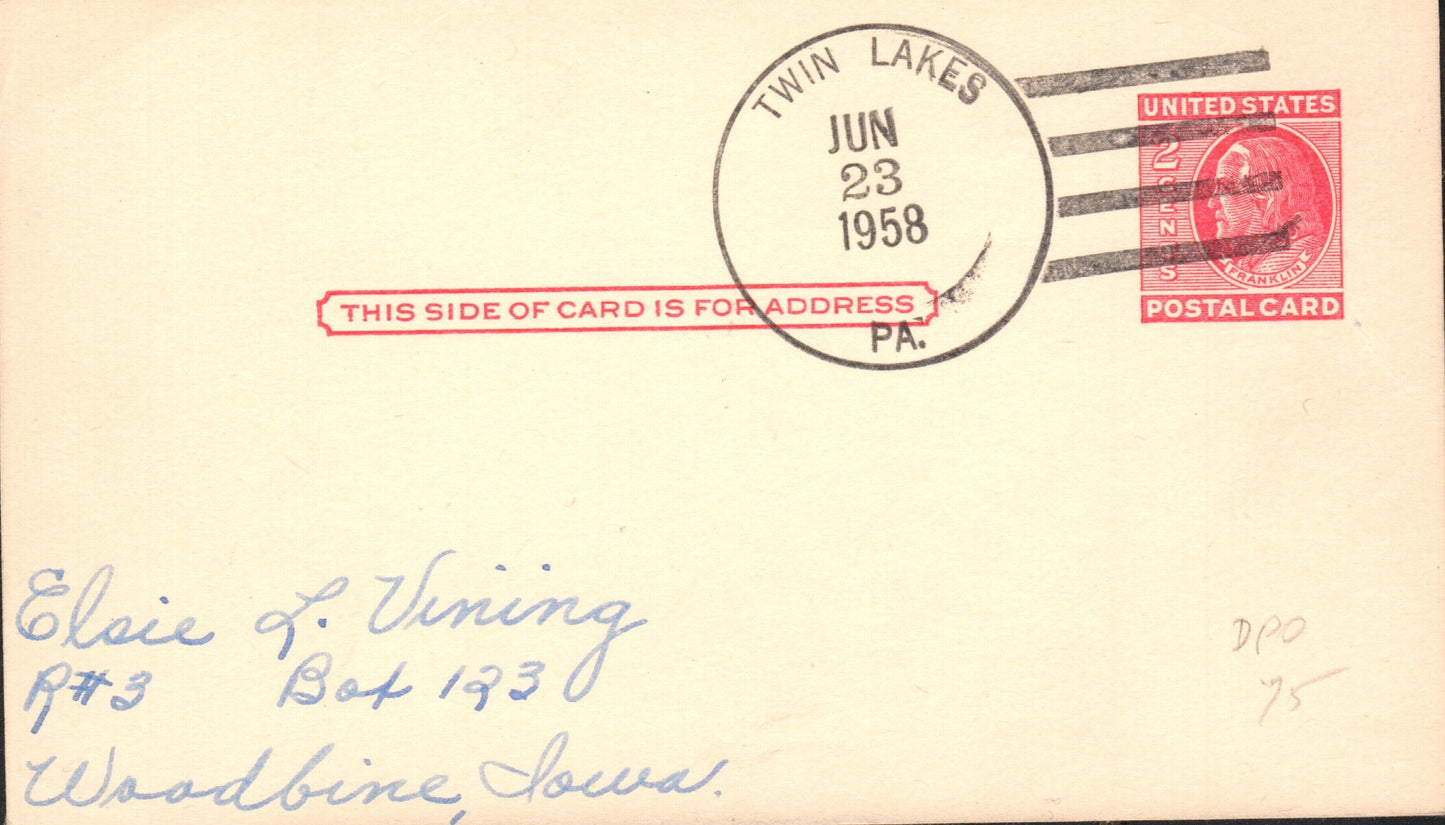 TWIN LAKES
JUN
23
1958
PA.
UNITED STATES
2 CENTS
FRANKLIN
POSTAL CARD
THIS SIDE OF CARD IS FOR ADDRESS
Elsie L. Vining
R#3 Box 123
Woodbine, Iowa.
DPO
75